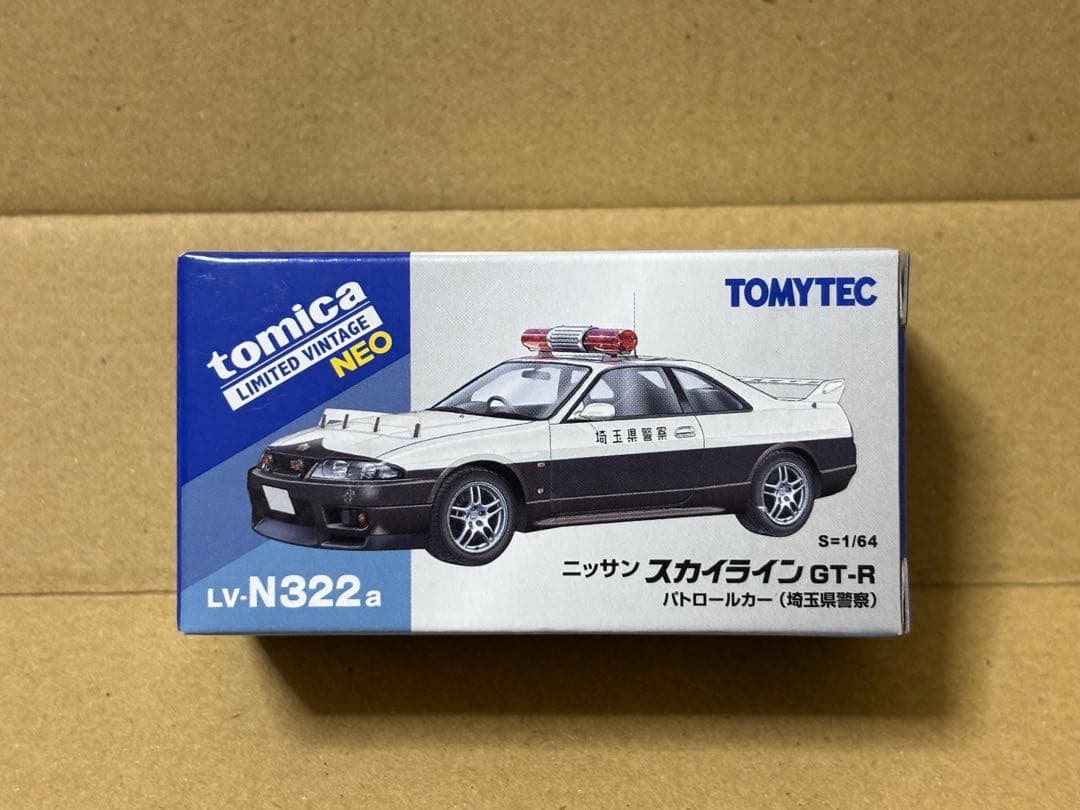 tomica
LIMITED VINTAGE
NEO
TOMYTEC
埼玉県警察
S=1/64
ニッサン スカイライン GT-R
パトロールカー (埼玉県警察)
LV-N322a